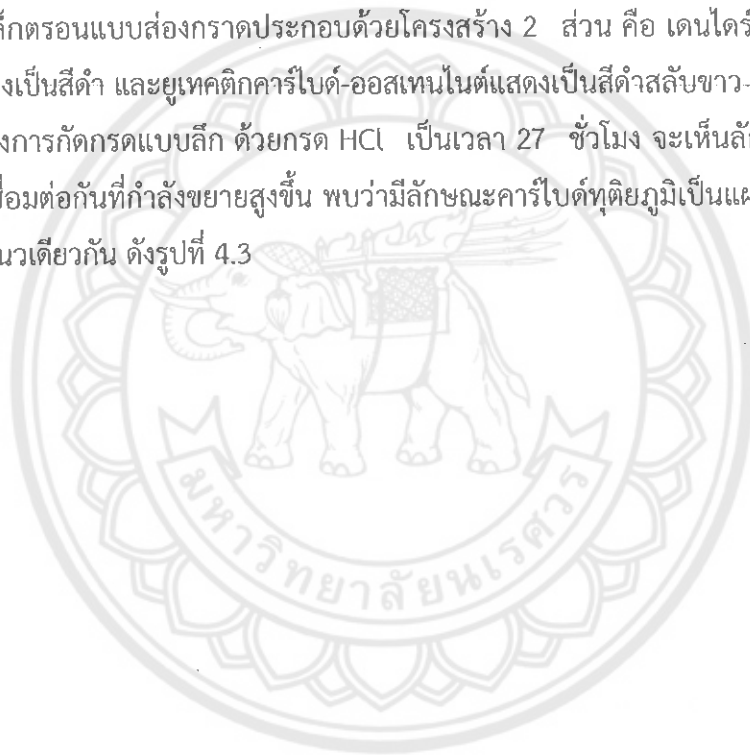 ล็กตรอนแบบส่องกราดประกอบด้วยโครงสร้าง 2 ส่วน คือ เดนไดร
งเป็นสีดำ และยูเทคติกคาร์ไบด์-ออสเทนไนต์แสดงเป็นสีดำสลับขาว-
งการกัดกรดแบบลึก ด้วยกรด HCl เป็นเวลา 27 ชั่วโมง จะเห็นลั
ื่อมต่อกันที่กำลังขยายสูงขึ้น พบว่ามีลักษณะคาร์ไบด์ทุติยภูมิเป็นแผ
นวเดียวกัน ดังรูปที่ 4.3
มหาวิทยาลัยนเรศวร